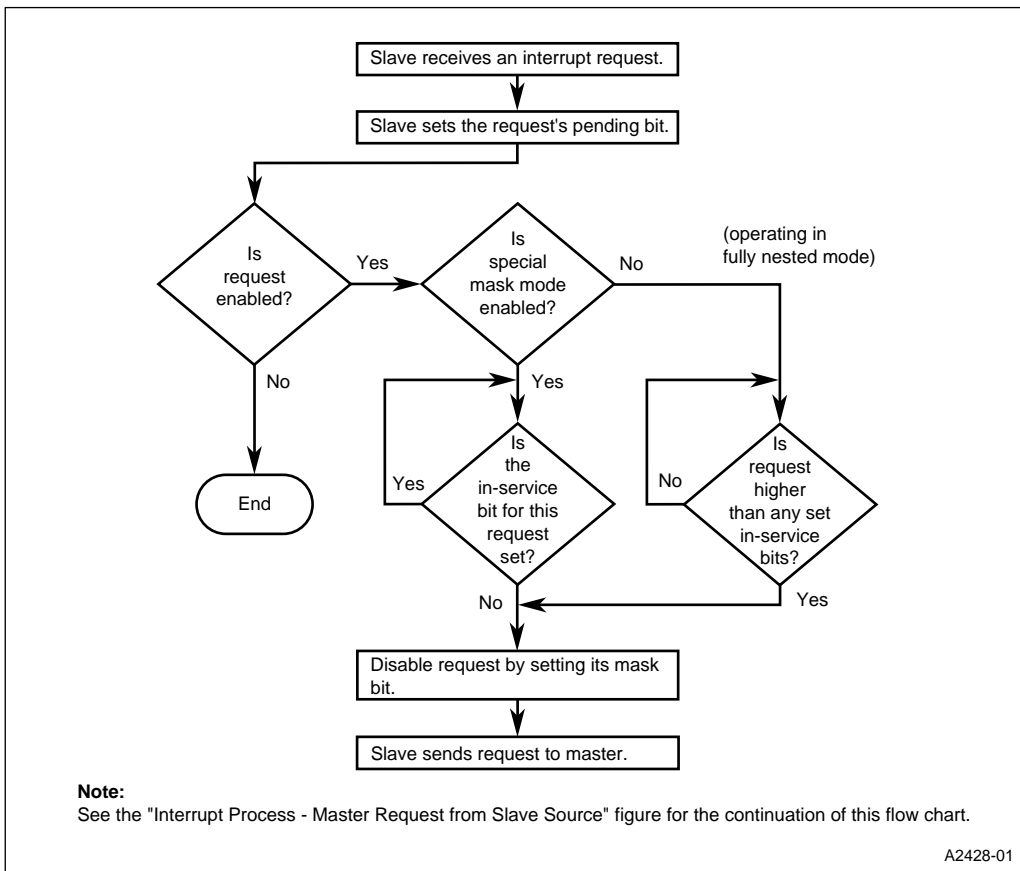 Slave receives an interrupt request.
Slave sets the request's pending bit.
Is
request
enabled?
Yes
No
End
Is
special
mask mode
enabled?
No
(operating in
fully nested mode)
Yes
Is
the
in-service
bit for this
request
set?
Yes
No
Is
request
higher
than any set
in-service
bits?
No
Yes
Disable request by setting its mask
bit.
Slave sends request to master.
Note:
See the "Interrupt Process - Master Request from Slave Source" figure for the continuation of this flow chart.
A2428-01